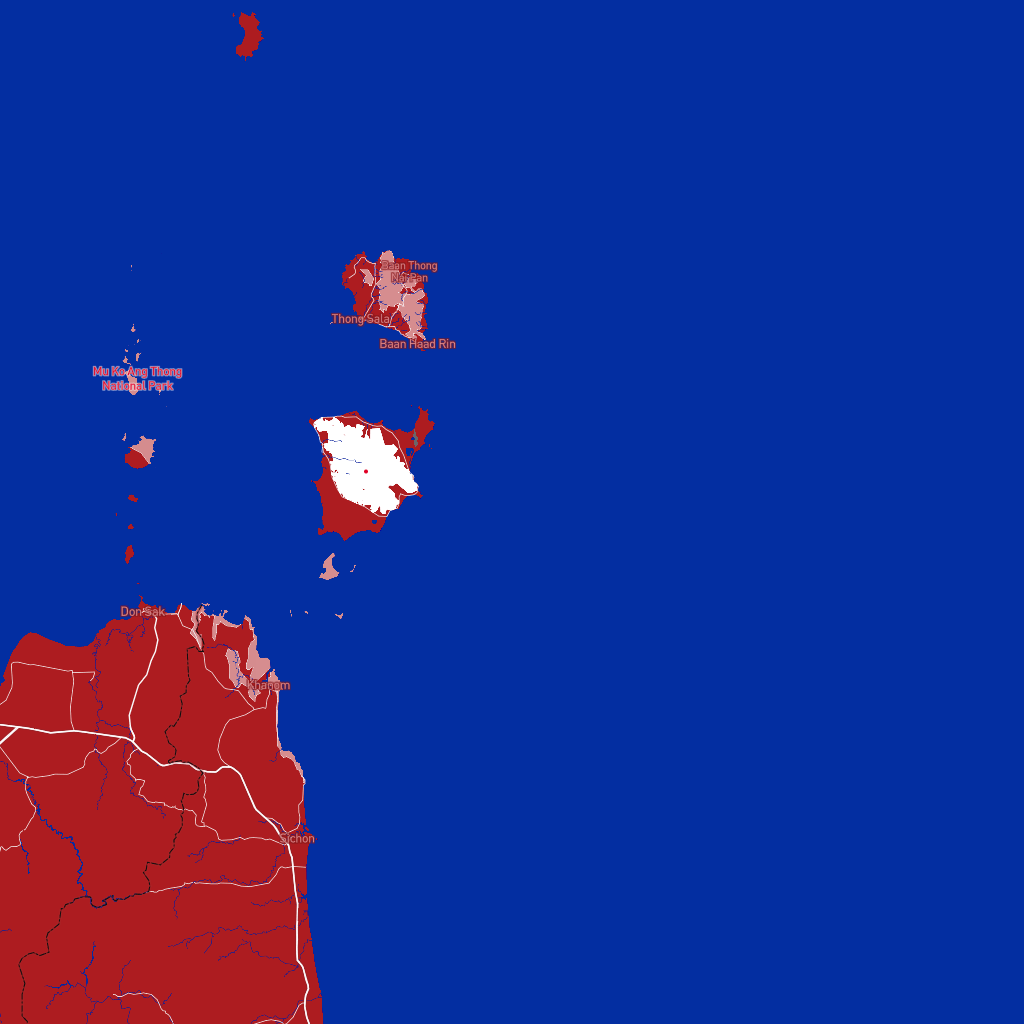 Baan Thong
Nai Pan
Thong Sala
Baan Haad Rin
Mu Ko Ang Thong
National Park
Don Sak
Khanom
Sichon